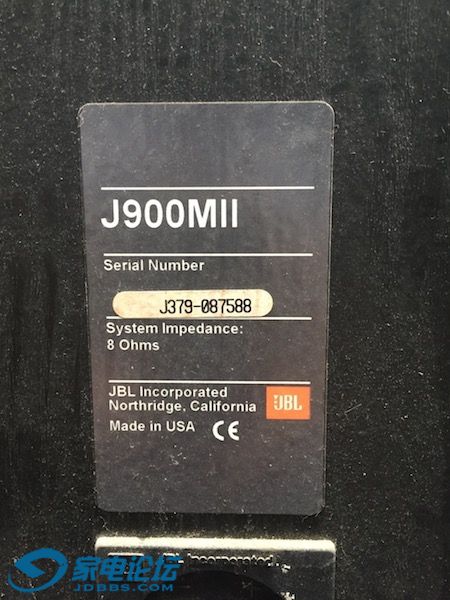 J900MII
Serial Number
J379-087588
System Impedance:
8 Ohms
JBL Incorporated
Northridge, California
JBL
Made in USA CE
Incorporated
家电论坛
JDBBS.COM